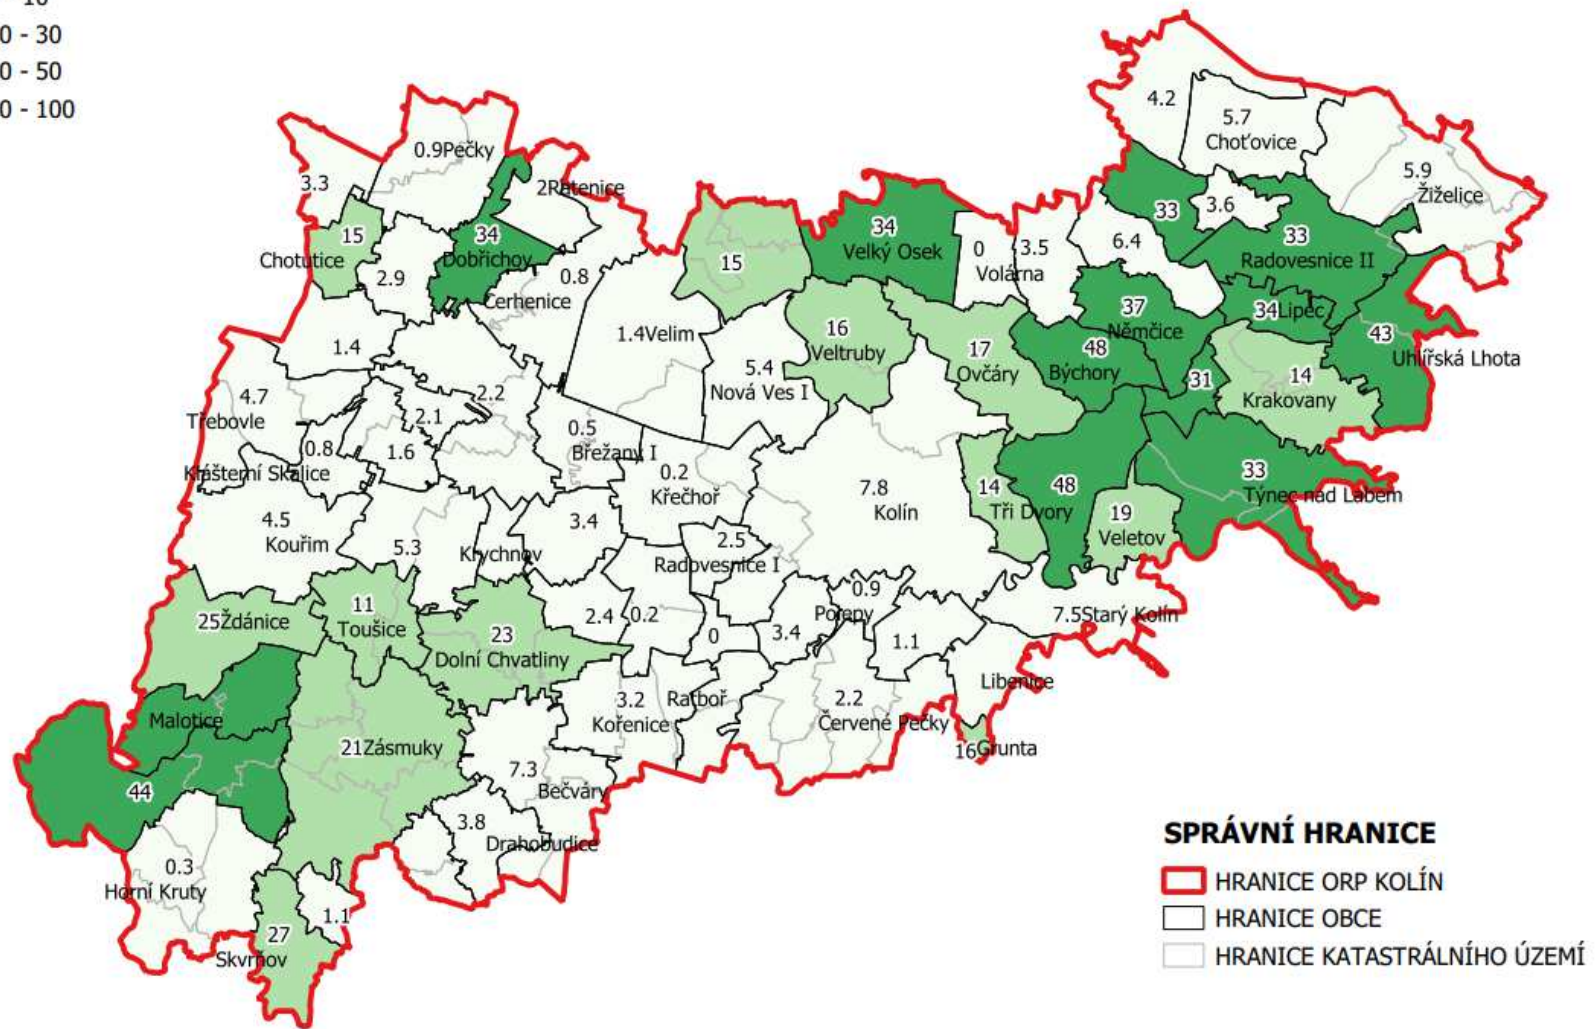 10
0 - 30
0 - 50
0 - 100
4.2
5.7
Choťovice
0.9Pečky
3.3
5.9
Žiželice
2Ratenice
33
3.6
15
34
34
33
Chotutice
Dobřichov
Velký Osek
0
3.5
6.4
Radovesnice II
15
Volárna
2.9
0.8
Cerhenice
37
34Lipec
1.4
1.4Velim
16
Němčice
43
Veltruby
17
48
Uhlířská Lhota
5.4
Ovčáry
Býchory
31
14
4.7
2.2
Nová Ves I
Krakovany
Třebovle
2.1
0.5
0.8
1.6
Břežany I
Klášterní Skalice
0.2
33
Křečhoř
7.8
14
48
Týnec nad Labem
4.5
3.4
Kolín
Tři Dvory
19
Kouřim
5.3
Krychnov
2.5
Veletov
Radovesnice I
0.9
25Ždánice
11
2.4
0.2
Polepy
7.5Starý Kolín
Toušice
23
0
3.4
1.1
Dolní Chvatliny
Libenice
3.2
Ratboř
2.2
Malotice
Kořenice
Červené Pečky
21Zásmuky
16Grunta
7.3
44
Bečváry
3.8
Drahobudice
0.3
Horní Kruty
1.1
27
Skvrňov
SPRÁVNÍ HRANICE
HRANICE ORP KOLÍN
HRANICE OBCE
HRANICE KATASTRÁLNÍHO ÚZEMÍ